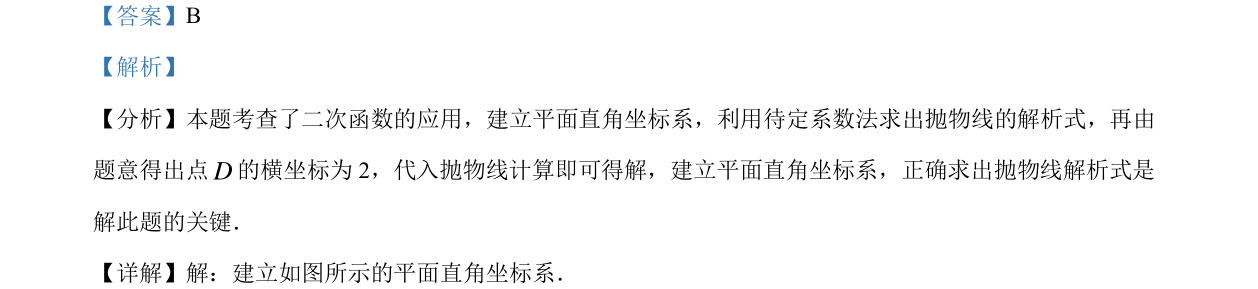 【答案】B
【解析】
【分析】本题考查了二次函数的应用，建立平面直角坐标系，利用待定系数法求出抛物线的解析式，再由
题意得出点 D 的横坐标为 2，代入抛物线计算即可得解，建立平面直角坐标系，正确求出抛物线解析式是
解此题的关键．
【详解】解：建立如图所示的平面直角坐标系．